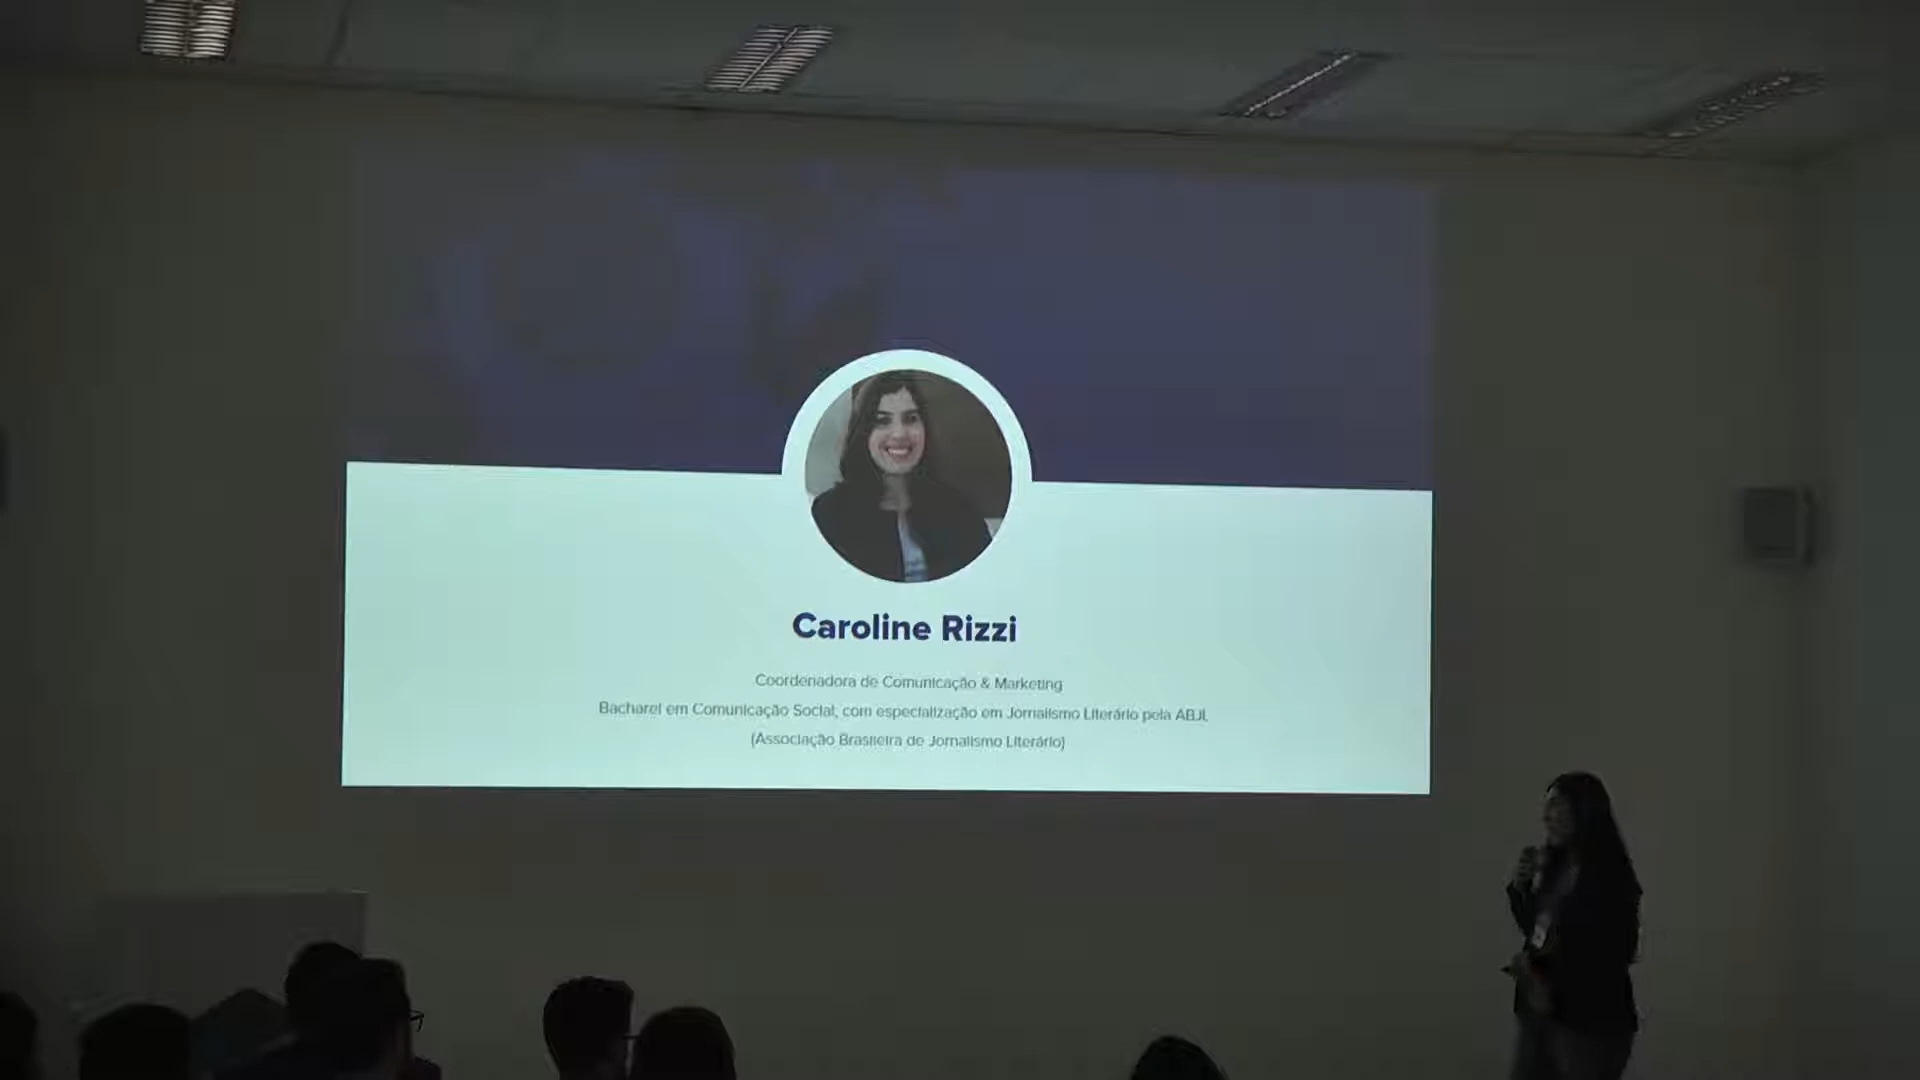 Caroline Rizzi
Coordenadora de Comunicação & Marketing
Bacharel em Comunicação Social, com especialização em Jornalismo Literário pela ABJL
(Associação Brasileira de Jornalismo Literário)